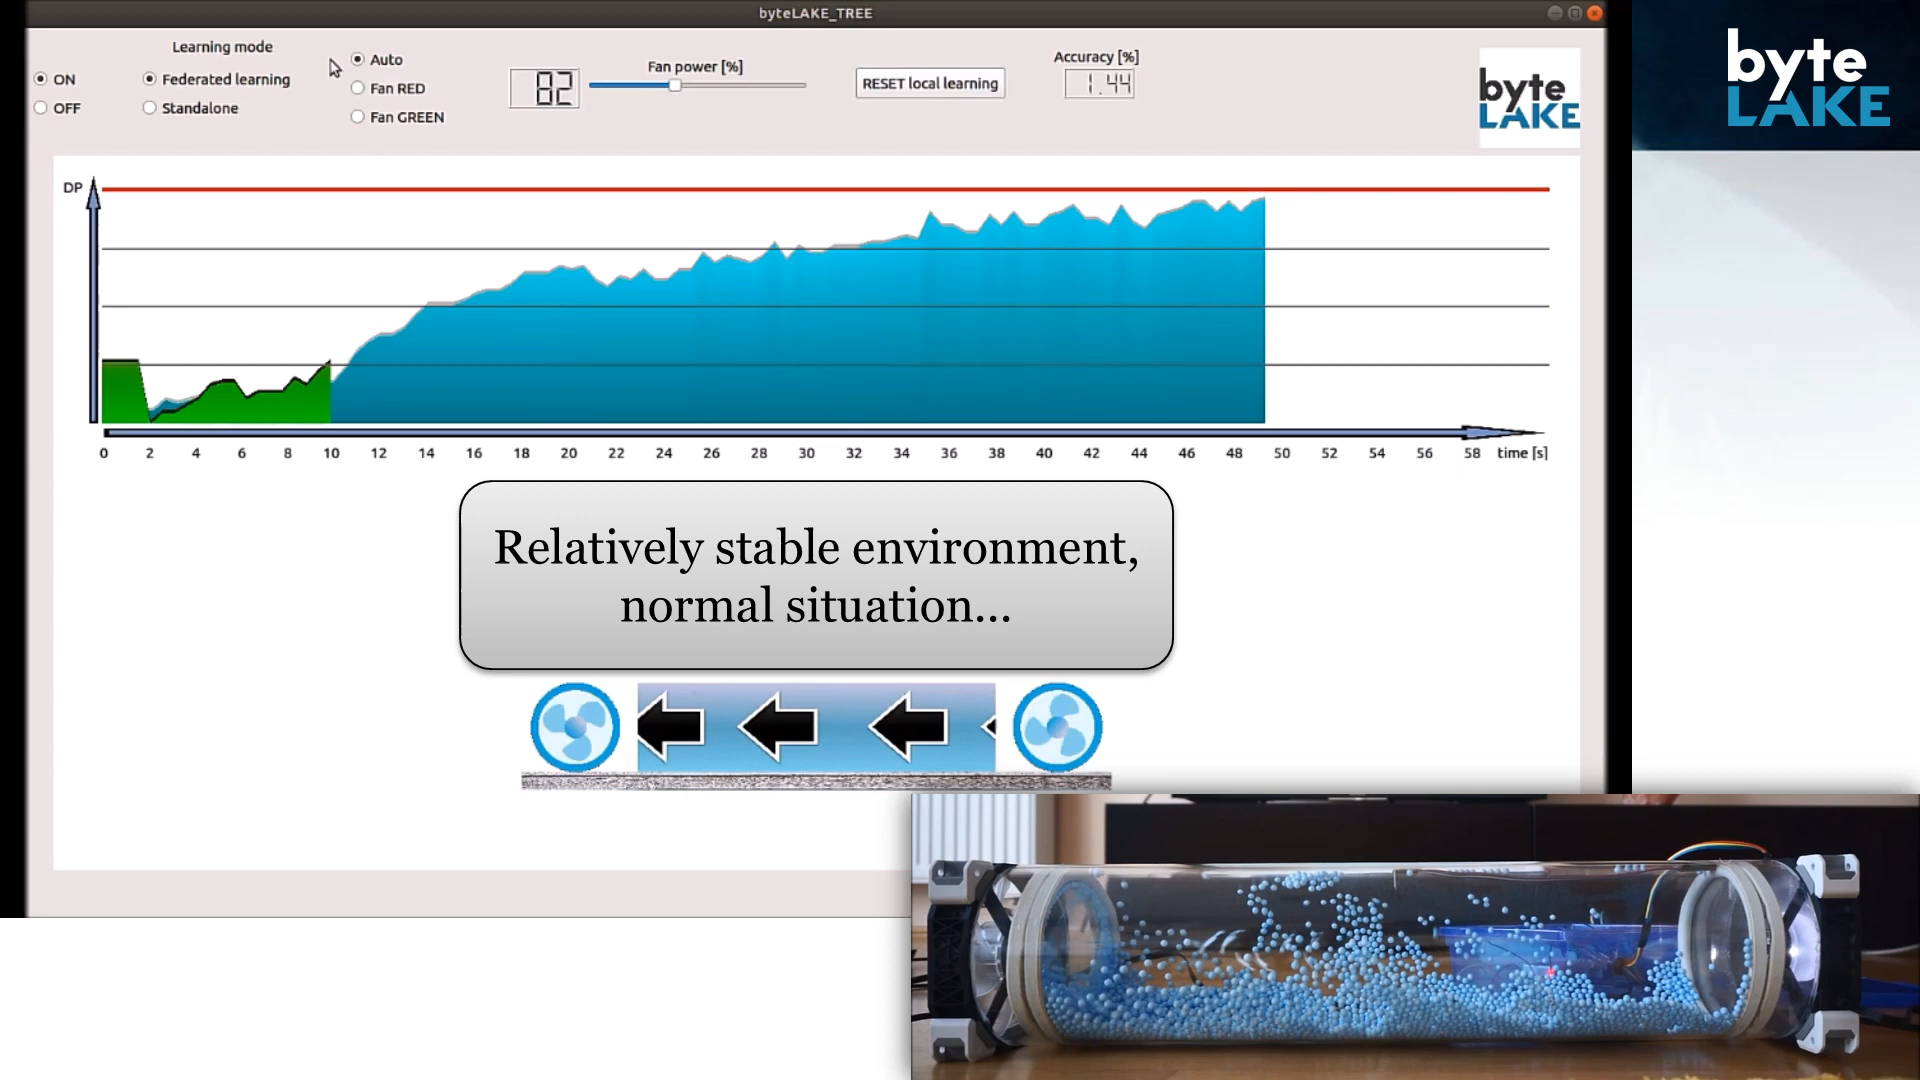 byteLAKE_TREE
Learning mode
ON
OFF
Federated learning
Standalone
Auto
Fan RED
Fan GREEN
82
Fan power [%]
RESET local learning
Accuracy [%]
1.44
byte
LAKE
byte
LAKE
DP
0 2 4 6 8 10 12 14 16 18 20 22 24 26 28 30 32 34 36 38 40 42 44 46 48 50 52 54 56 58 time [s]
Relatively stable environment,
normal situation...